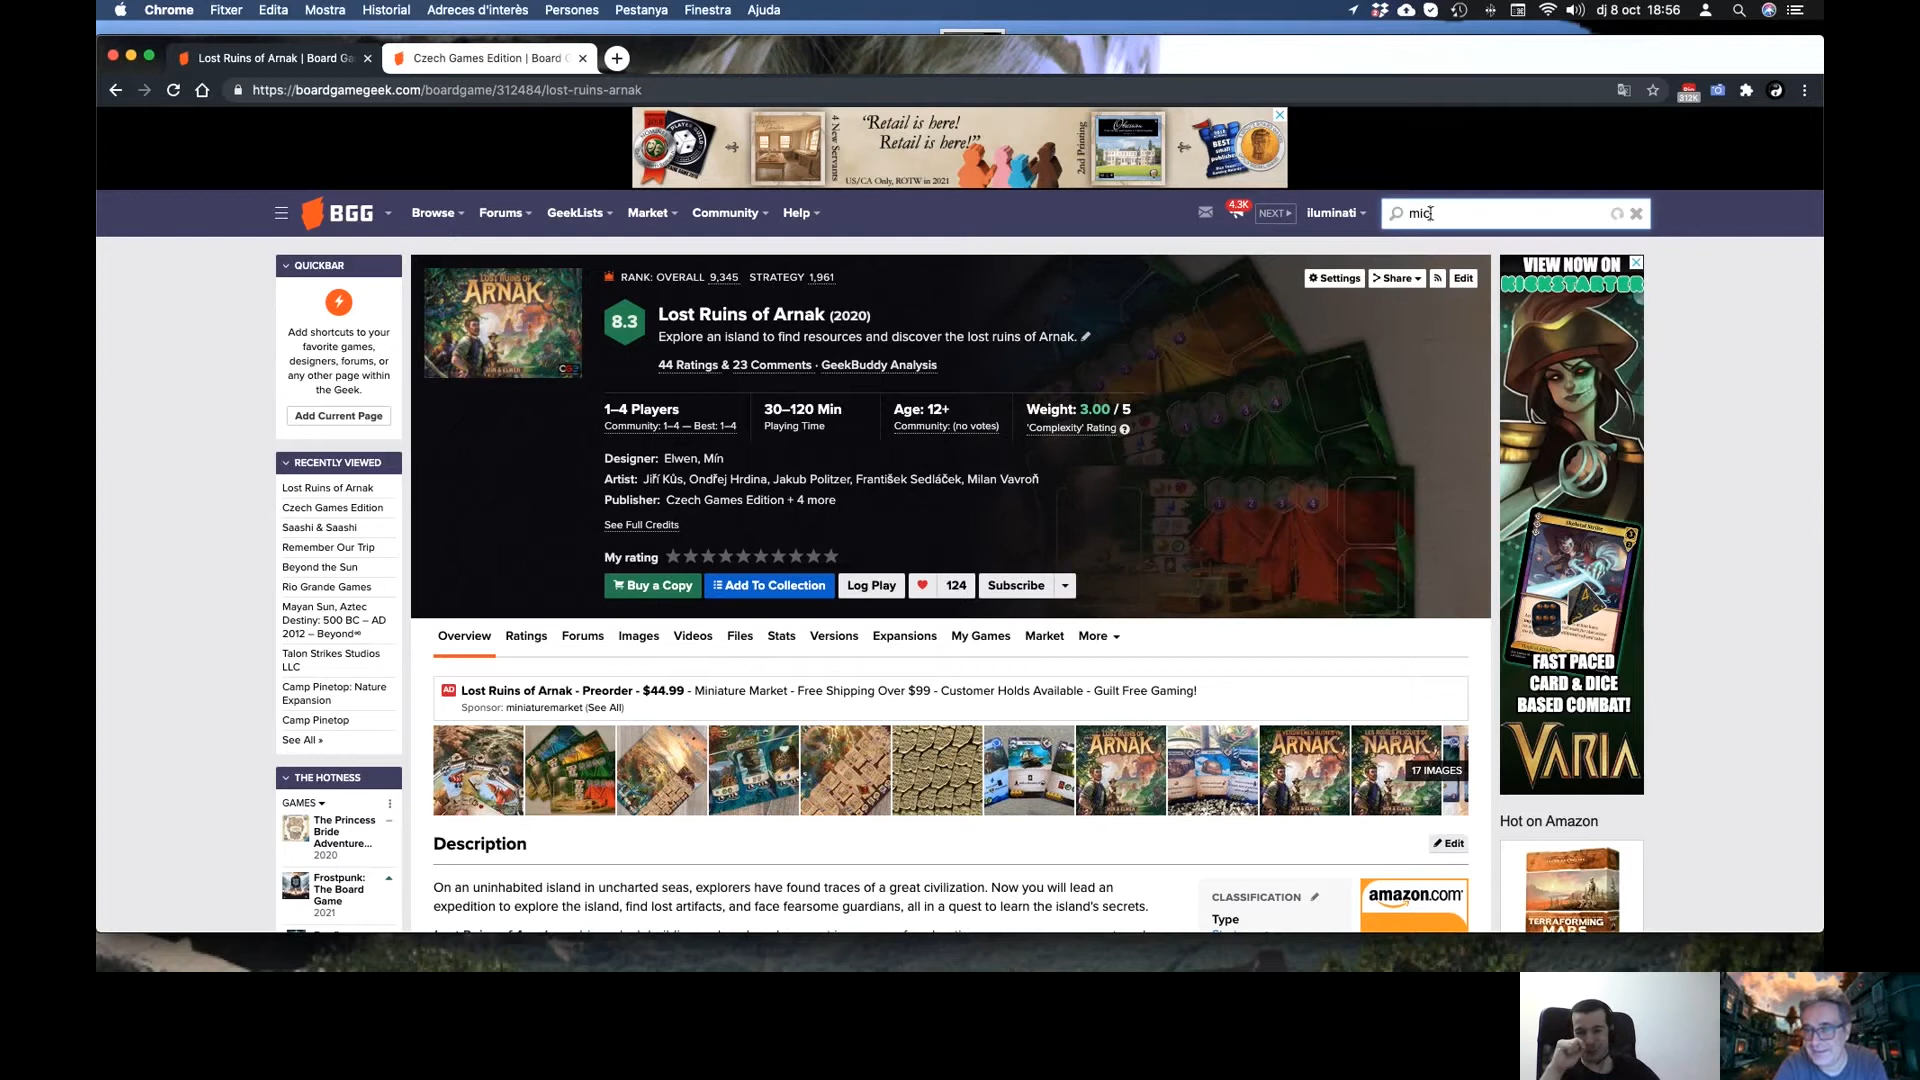 Chrome Fitxer Edita Mostra Historial Adreces d'interès Persones Pestanya Finestra Ajuda
dj 8 oct 18:56
Lost Ruins of Arnak | Board Ga
Czech Games Edition | Board G
https://boardgamegeek.com/boardgame/312484/lost-ruins-arnak
312K
"Retail is here!
Retail is here!"
4 New Servants
2nd Printing
US/CA Only, ROTW in 2021
BGG
Browse Forums GeekLists Market Community Help
4.3K
NEXT
iluminati
mic
QUICKBAR
Add shortcuts to your
favorite games,
designers, forums, or
any other page within
the Geek.
Add Current Page
RECENTLY VIEWED
Lost Ruins of Arnak
Czech Games Edition
Saashi & Saashi
Remember Our Trip
Beyond the Sun
Rio Grande Games
Mayan Sun, Aztec
Destiny: 500 BC – AD
2012 – Beyond∞
Talon Strikes Studios
LLC
Camp Pinetop: Nature
Expansion
Camp Pinetop
See All »
THE HOTNESS
GAMES
The Princess
Bride
Adventure...
2020
Frostpunk:
The Board
Game
2021
LOST RUINS OF
ARNAK
MIN & ELWEN
CGE
RANK: OVERALL 9,345 STRATEGY 1,961
Settings Share Edit
8.3
Lost Ruins of Arnak (2020)
Explore an island to find resources and discover the lost ruins of Arnak.
44 Ratings & 23 Comments · GeekBuddy Analysis
1–4 Players
Community: 1–4 — Best: 1–4
30–120 Min
Playing Time
Age: 12+
Community: (no votes)
Weight: 3.00 / 5
'Complexity' Rating
Designer: Elwen, Mín
Artist: Jiří Kůs, Ondřej Hrdina, Jakub Politzer, František Sedláček, Milan Vavroň
Publisher: Czech Games Edition + 4 more
See Full Credits
My rating
Buy a Copy Add To Collection Log Play 124 Subscribe
Overview Ratings Forums Images Videos Files Stats Versions Expansions My Games Market More
AD Lost Ruins of Arnak - Preorder - $44.99 - Miniature Market - Free Shipping Over $99 - Customer Holds Available - Guilt Free Gaming!
Sponsor: miniaturemarket (See All)
ARNAK
ARNAK
NARAK
17 IMAGES
Description
Edit
On an uninhabited island in uncharted seas, explorers have found traces of a great civilization. Now you will lead an
expedition to explore the island, find lost artifacts, and face fearsome guardians, all in a quest to learn the island's secrets.
CLASSIFICATION
Type
amazon.com
VIEW NOW ON
KICKSTARTER
Skeletal Strike
FAST PACED
CARD & DICE
BASED COMBAT!
VARIA
Hot on Amazon
TERRAFORMING
MARS